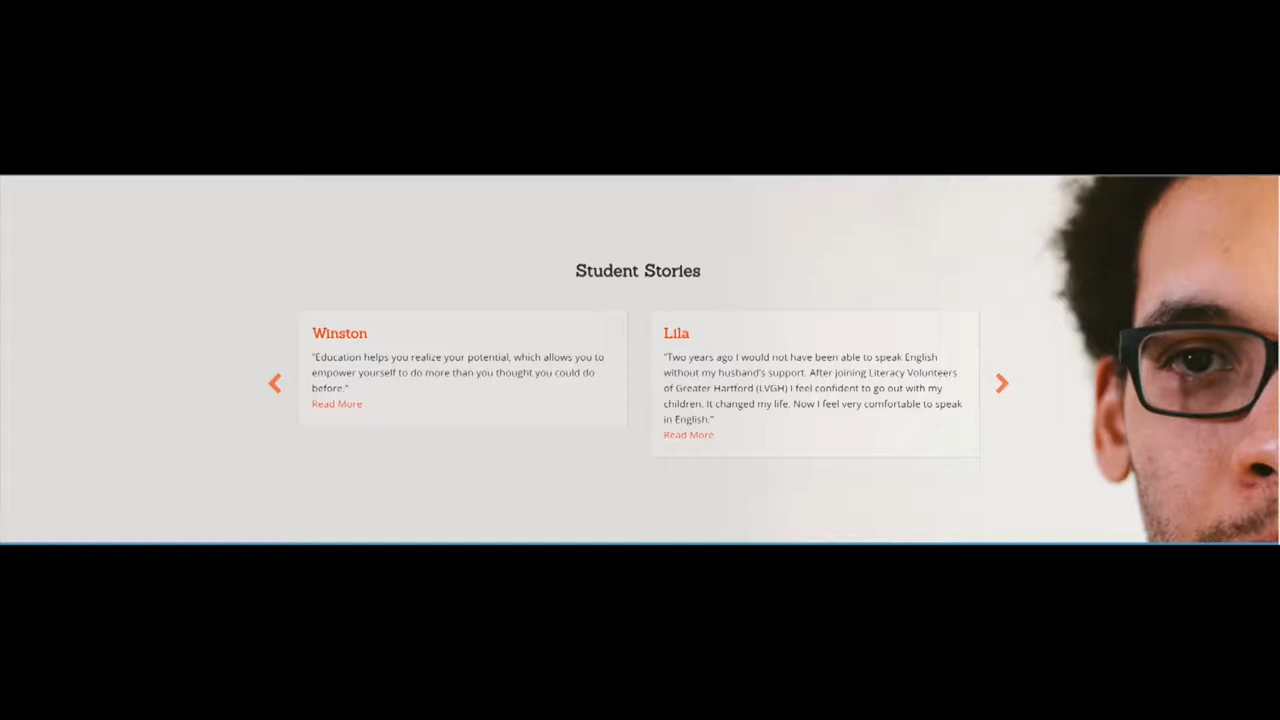 Student Stories
Winston
"Education helps you realize your potential, which allows you to
empower yourself to do more than you thought you could do
before."
Read More
Lila
"Two years ago I would not have been able to speak English
without my husband's support. After joining Literacy Volunteers
of Greater Hartford (LVGH) I feel confident to go out with my
children. It changed my life. Now I feel very comfortable to speak
in English."
Read More